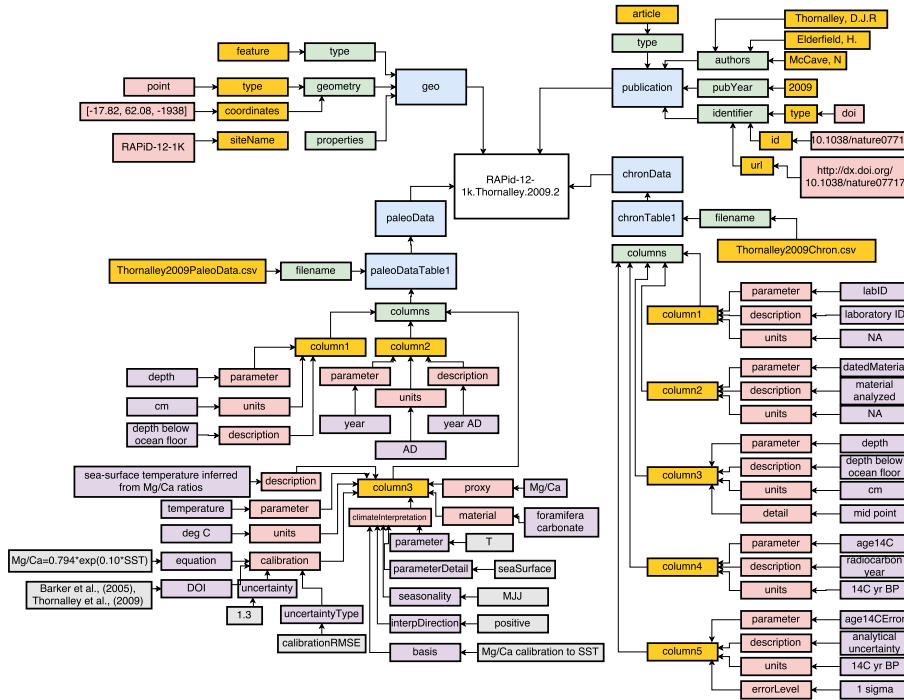 article
Thornalley, D.J.R
Elderfield, H.
McCave, N
type
authors
feature
type
geo
publication
pubYear
2009
point
type
geometry
identifier
type
doi
[-17.82, 62.08, -1938]
coordinates
id
10.1038/nature0771
RAPiD-12-1K
siteName
properties
url
http://dx.doi.org/
10.1038/nature07717
RAPid-12-
1k.Thornalley.2009.2
chronData
paleoData
chronTable1
filename
Thornalley2009Chron.csv
Thornalley2009PaleoData.csv
filename
paleoDataTable1
columns
columns
column1
parameter
labID
description
laboratory ID
units
NA
column1
column2
depth
parameter
cm
units
depth below
ocean floor
description
parameter
units
description
year
year AD
AD
column2
parameter
datedMaterial
description
material
analyzed
units
NA
column3
parameter
depth
description
depth below
ocean floor
units
cm
detail
mid point
sea-surface temperature inferred
from Mg/Ca ratios
description
column3
proxy
Mg/Ca
temperature
parameter
climateInterpretation
material
foramifera
carbonate
deg C
units
parameter
T
Mg/Ca=0.794*exp(0.10*SST)
equation
calibration
parameterDetail
seaSurface
Barker et al., (2005),
Thornalley et al., (2009)
DOI
uncertainty
seasonality
MJJ
1.3
uncertaintyType
interpDirection
positive
calibrationRMSE
basis
Mg/Ca calibration to SST
column4
parameter
age14C
description
radiocarbon
year
units
14C yr BP
column5
parameter
age14CError
description
analytical
uncertainty
units
14C yr BP
errorLevel
1 sigma